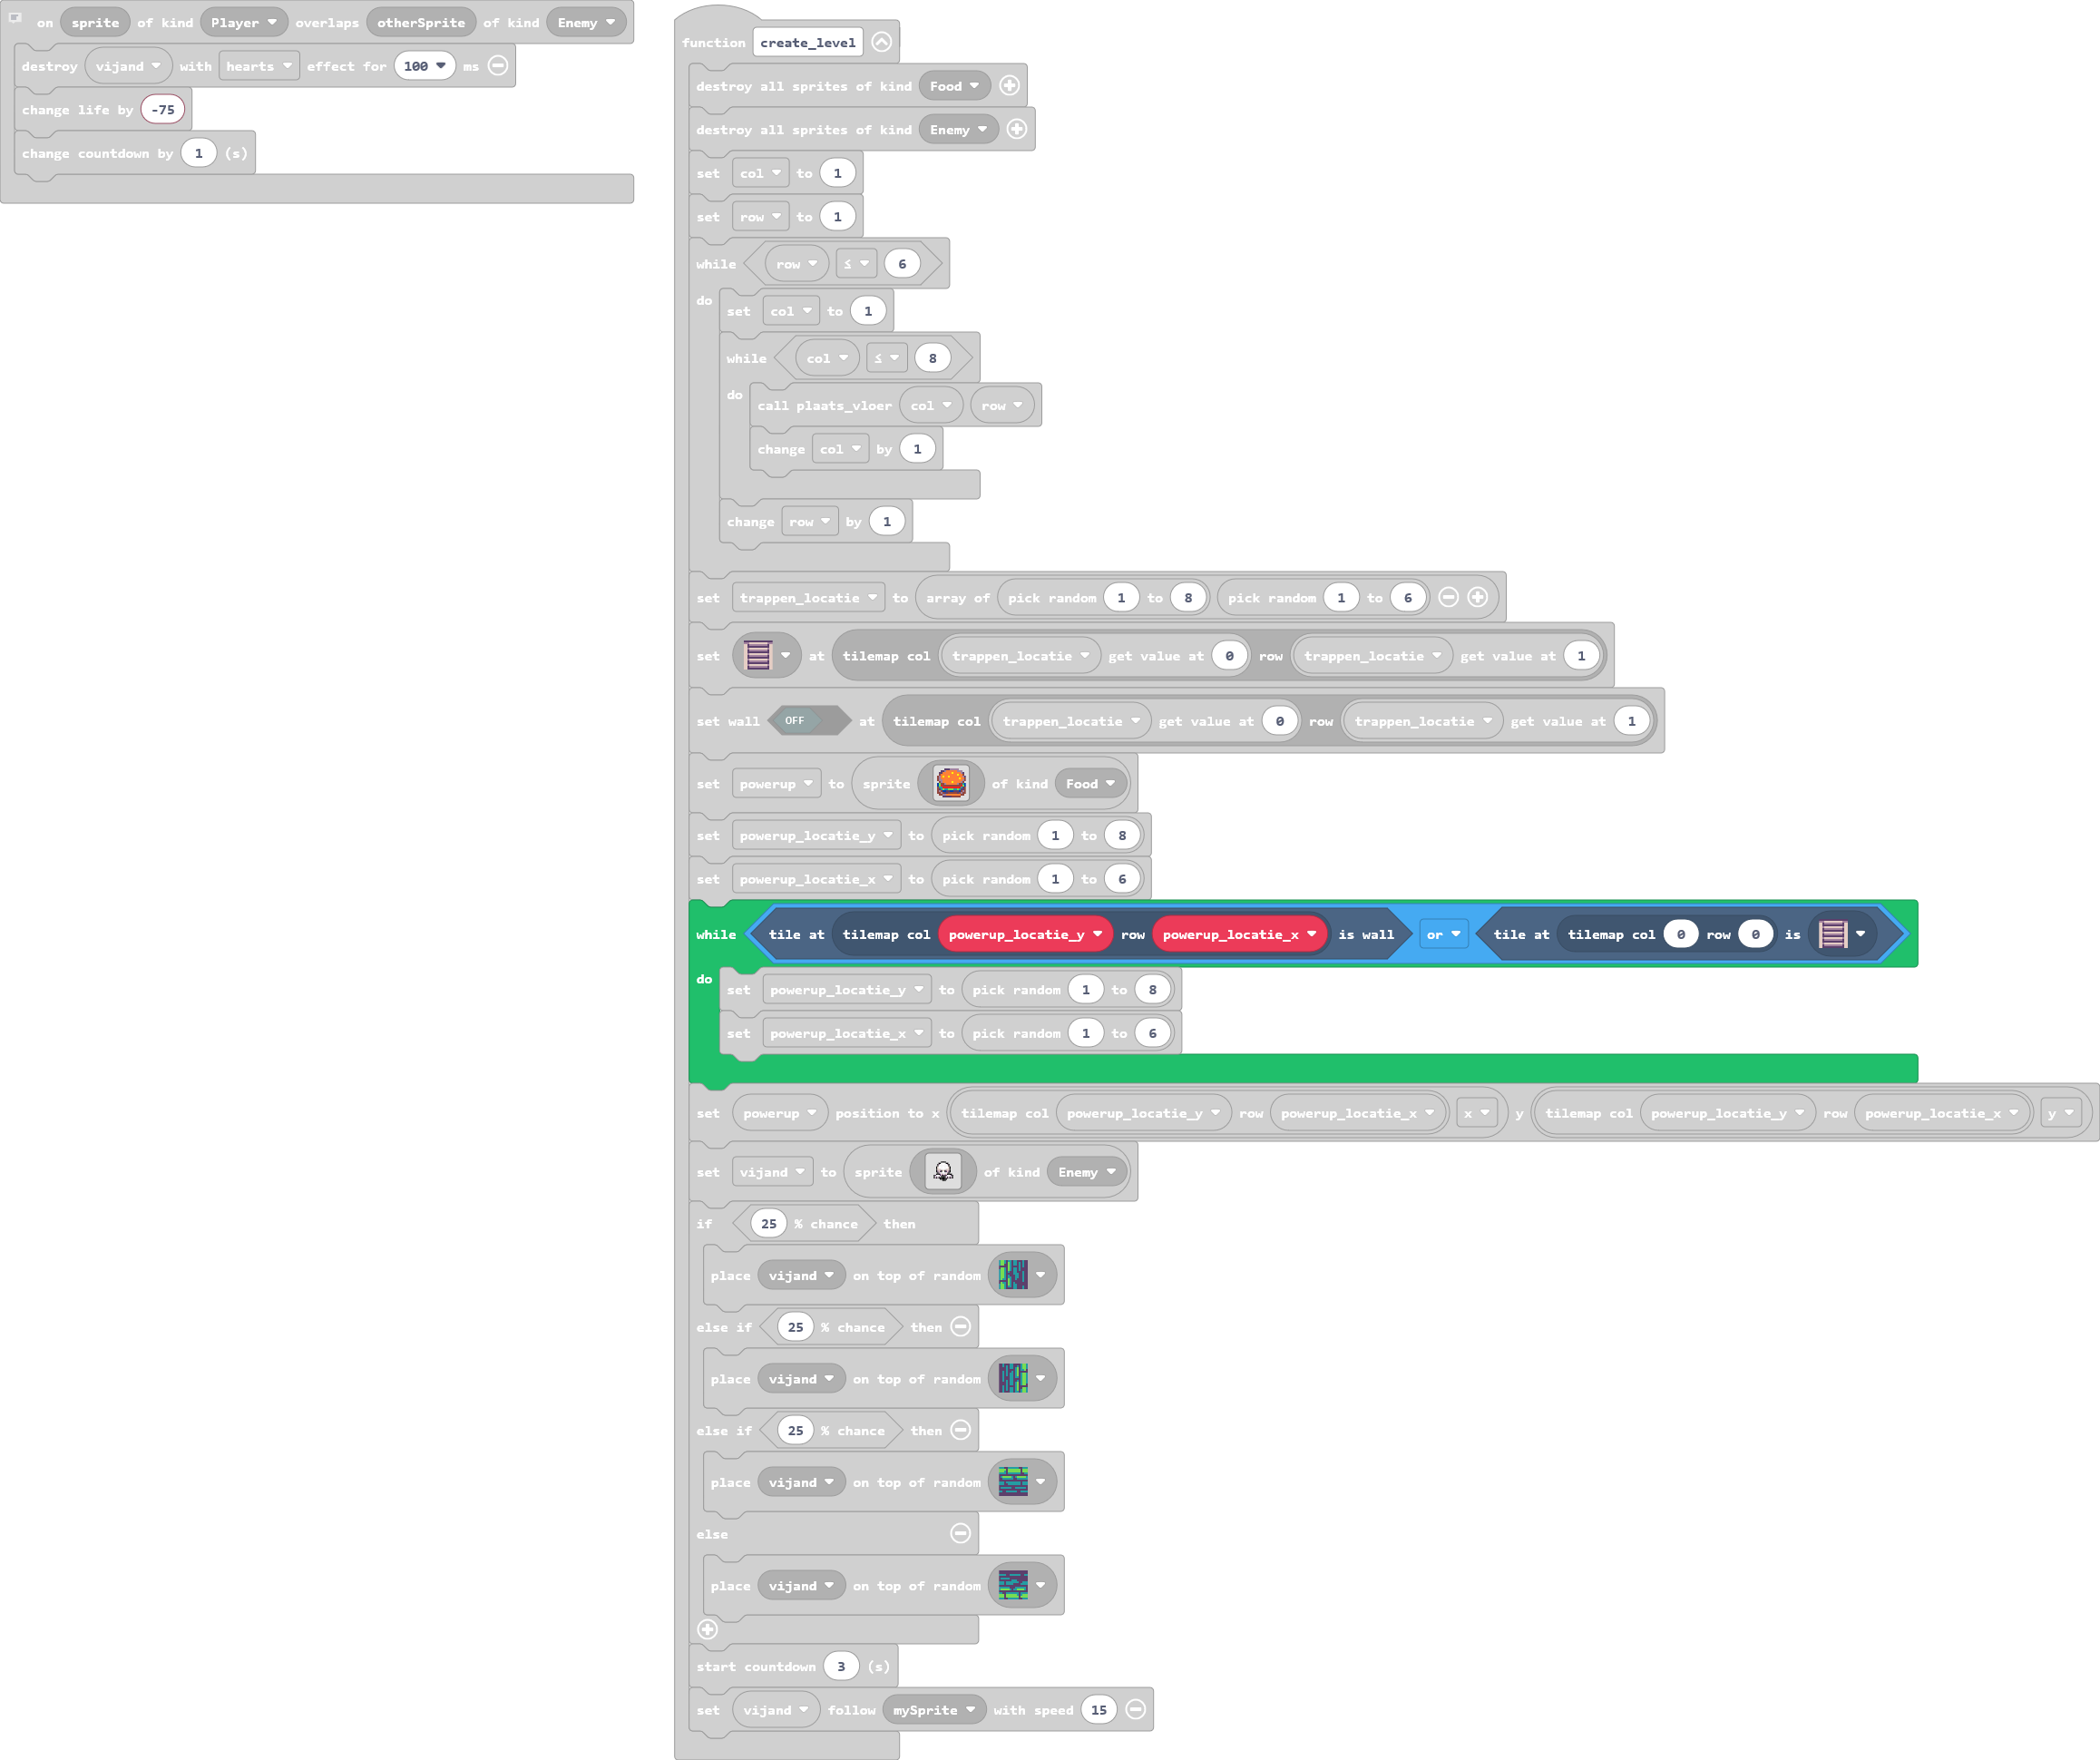 on sprite of kind Player overlaps otherSprite of kind Enemy
destroy vijand with hearts effect for 100 ms
change life by -75
change countdown by 1 (s)
function create_level
destroy all sprites of kind Food
destroy all sprites of kind Enemy
set col to 1
set row to 1
while row ≤ 6
do set col to 1
while col ≤ 8
do call plaats_vloer col row
change col by 1
change row by 1
set trappen_locatie to array of pick random 1 to 8 pick random 1 to 6
set at tilemap col trappen_locatie get value at 0 row trappen_locatie get value at 1
set wall OFF at tilemap col trappen_locatie get value at 0 row trappen_locatie get value at 1
set powerup to sprite of kind Food
set powerup_locatie_y to pick random 1 to 8
set powerup_locatie_x to pick random 1 to 6
while tile at tilemap col powerup_locatie_y row powerup_locatie_x is wall or tile at tilemap col 0 row 0 is
do set powerup_locatie_y to pick random 1 to 8
set powerup_locatie_x to pick random 1 to 6
set powerup position to x tilemap col powerup_locatie_y row powerup_locatie_x x y tilemap col powerup_locatie_y row powerup_locatie_x y
set vijand to sprite of kind Enemy
if 25 % chance then
place vijand on top of random
else if 25 % chance then
place vijand on top of random
else if 25 % chance then
place vijand on top of random
else
place vijand on top of random
start countdown 3 (s)
set vijand follow mySprite with speed 15